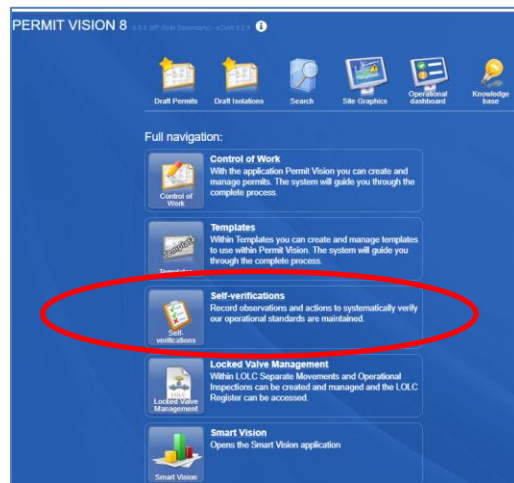 PERMIT VISION 8
Draft Permits
Draft Isolations
Search
Site Graphics
Operational
dashboard
Knowledge
base
Full navigation:
Control of
Work
Control of Work
With the application Permit Vision you can create and
manage permits. The system will guide you through the
complete process.
Templates
Templates
Within Templates you can create and manage templates
to use within Permit Vision. The system will guide you
through the complete process.
Self-
verifications
Self-verifications
Record observations and actions to systematically verify
our operational standards are maintained.
LOLC
Locked Valve
Management
Locked Valve Management
Within LOLC Separate Movements and Operational
Inspections can be created and managed and the LOLC
Register can be accessed.
Smart Vision
Smart Vision
Opens the Smart Vision application